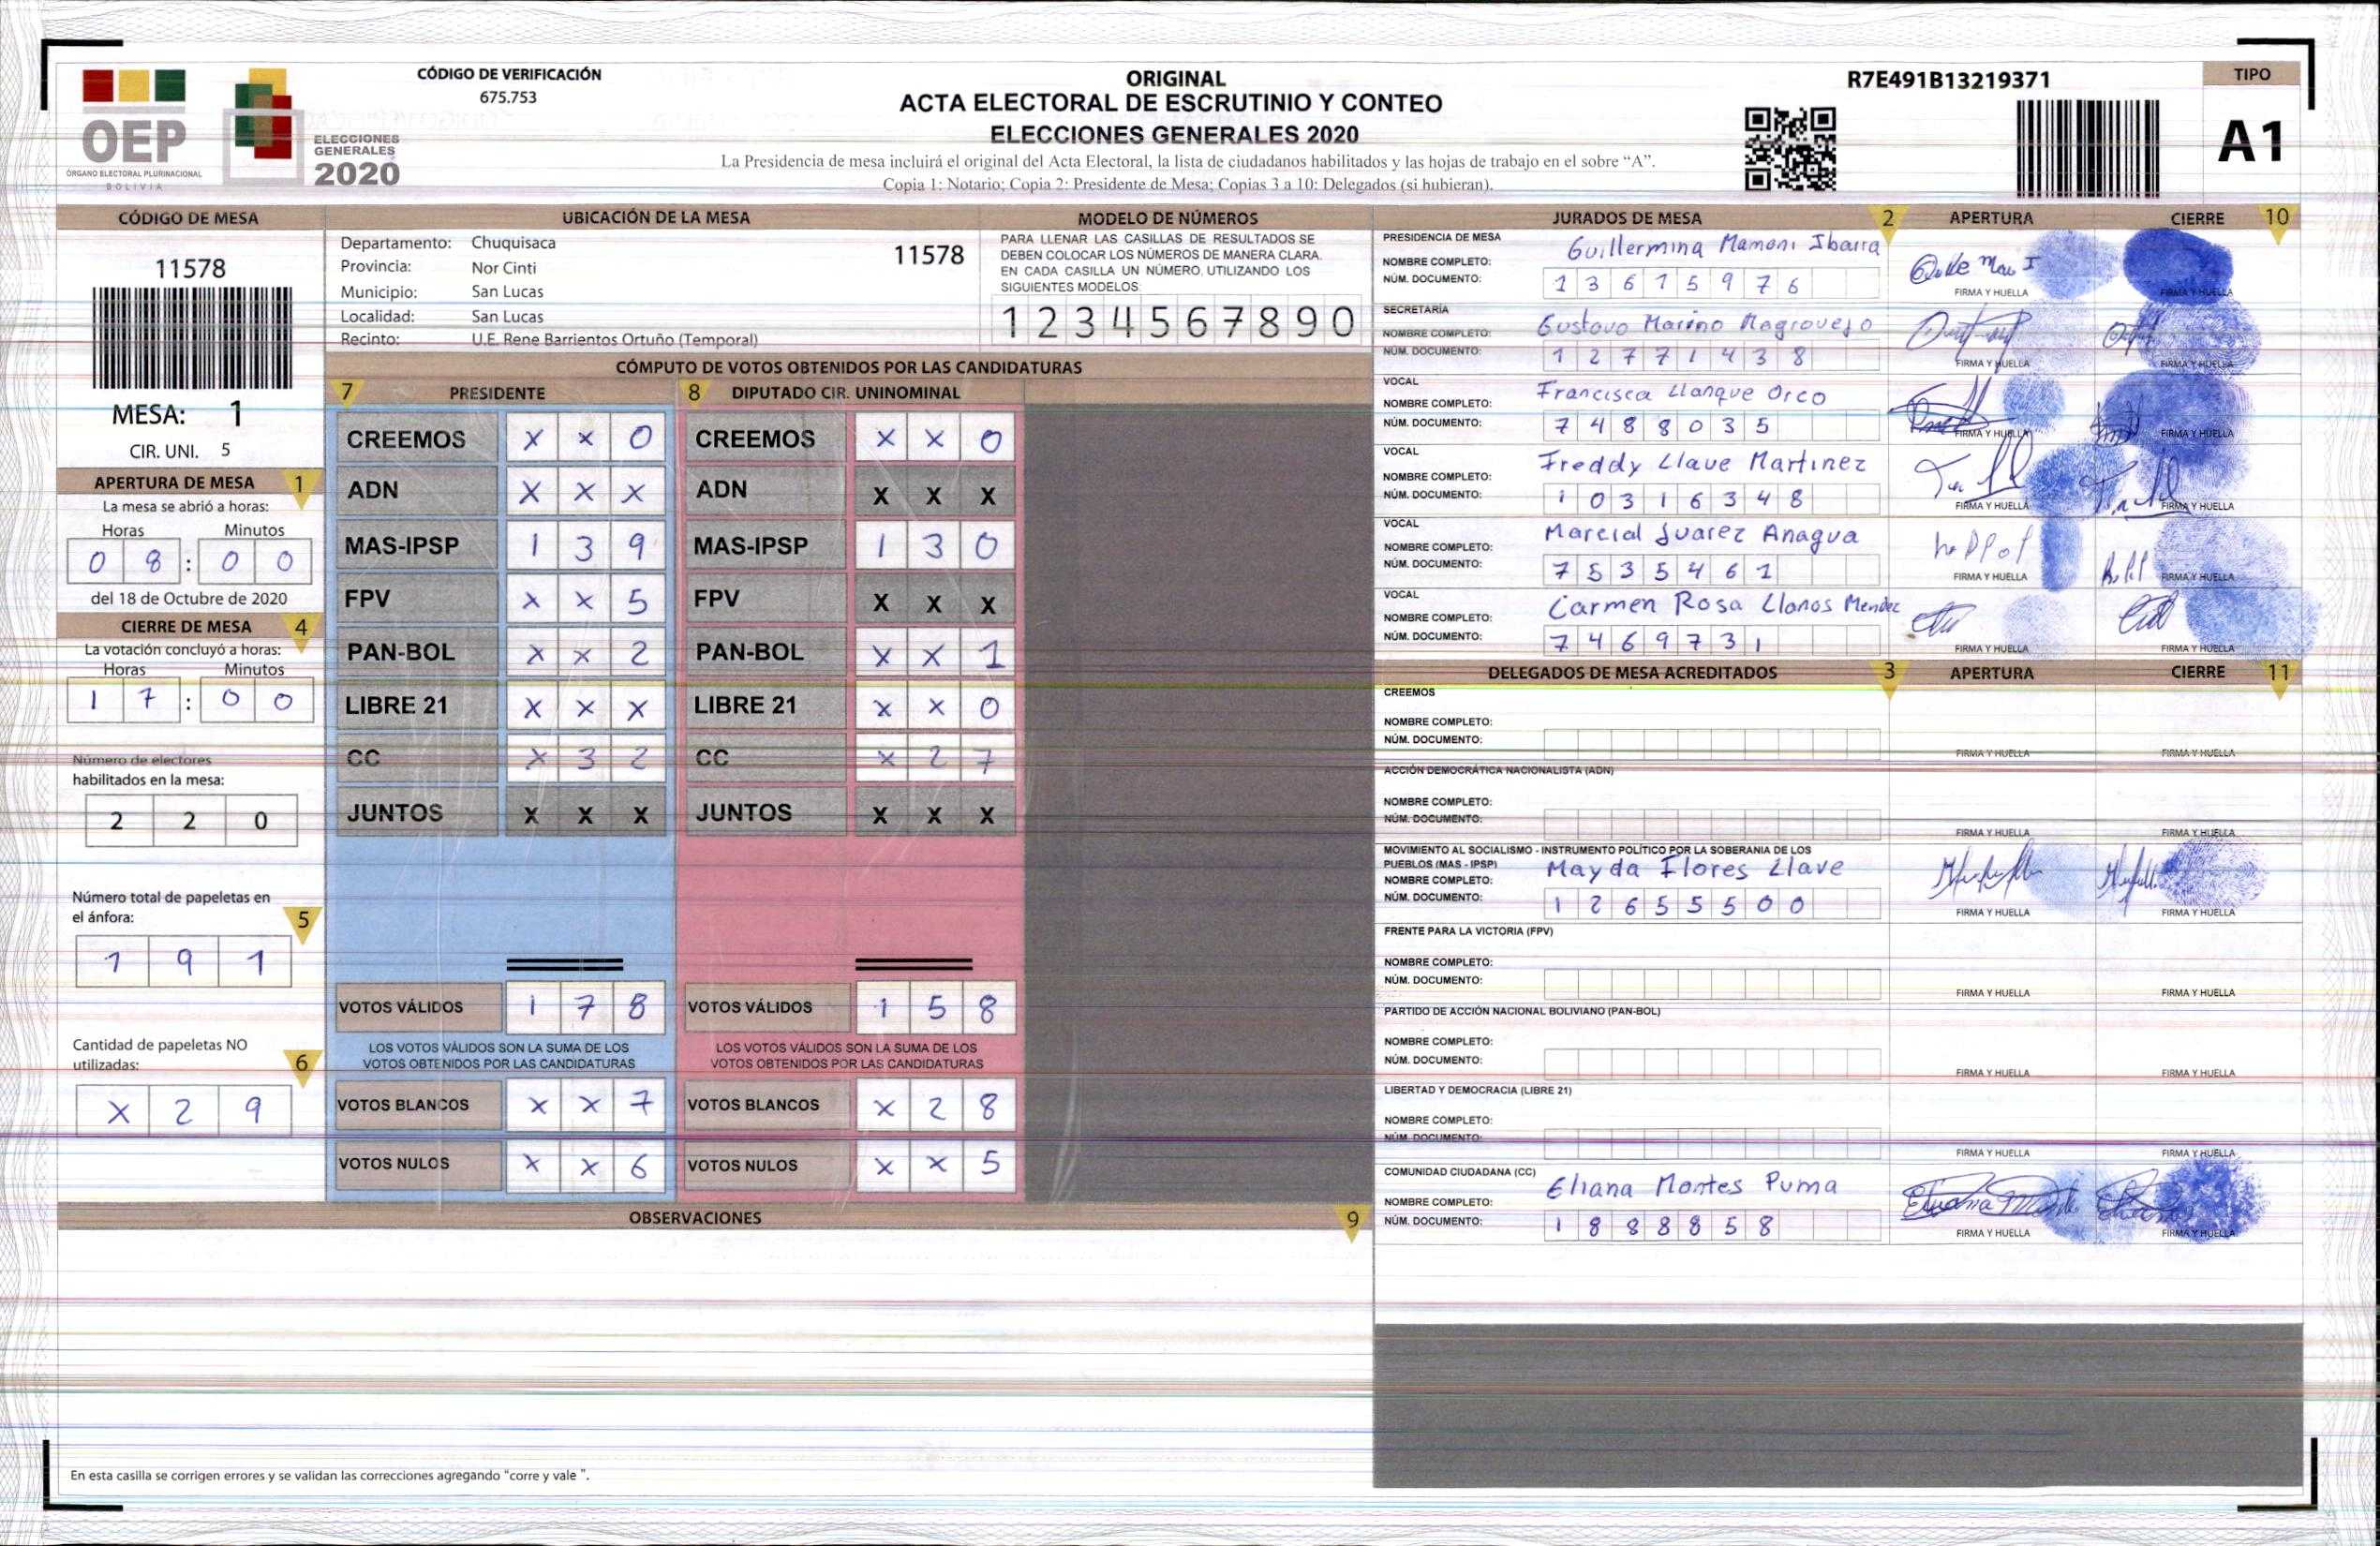 CÓDIGO DE VERIFICACIÓN
675.753
ORIGINAL
ACTA ELECTORAL DE ESCRUTINIO Y CONTEO
ELECCIONES GENERALES 2020
La Presidencia de mesa incluirá el original del Acta Electoral, la lista de ciudadanos habilitados y las hojas de trabajo en el sobre “A”.
Copia 1: Notario; Copia 2: Presidente de Mesa; Copias 3 a 10: Delegados (si hubieran).
R7E491B13219371
TIPO
A1
OEP
ÓRGANO ELECTORAL PLURINACIONAL
BOLIVIA
ELECCIONES
GENERALES
2020
CÓDIGO DE MESA
11578
MESA: 1
CIR. UNI. 5
APERTURA DE MESA 1
La mesa se abrió a horas:
Horas Minutos
0 8 : 0 0
del 18 de Octubre de 2020
CIERRE DE MESA 4
La votación concluyó a horas:
Horas Minutos
1 7 : 0 0
Número de electores
habilitados en la mesa:
2 2 0
Número total de papeletas en
el ánfora: 5
1 9 1
Cantidad de papeletas NO
utilizadas: 6
X 2 9
UBICACIÓN DE LA MESA
Departamento: Chuquisaca
11578
Provincia: Nor Cinti
Municipio: San Lucas
Localidad: San Lucas
Recinto: U.E. Rene Barrientos Ortuño (Temporal)
MODELO DE NÚMEROS
PARA LLENAR LAS CASILLAS DE RESULTADOS SE
DEBEN COLOCAR LOS NÚMEROS DE MANERA CLARA.
EN CADA CASILLA UN NÚMERO, UTILIZANDO LOS
SIGUIENTES MODELOS:
1 2 3 4 5 6 7 8 9 0
CÓMPUTO DE VOTOS OBTENIDOS POR LAS CANDIDATURAS
7 PRESIDENTE
CREEMOS X X 0
ADN X X X
MAS-IPSP 1 3 9
FPV X X 5
PAN-BOL X X 2
LIBRE 21 X X X
CC X 3 2
JUNTOS X X X
VOTOS VÁLIDOS 1 7 8
LOS VOTOS VÁLIDOS SON LA SUMA DE LOS
VOTOS OBTENIDOS POR LAS CANDIDATURAS
VOTOS BLANCOS X X 7
VOTOS NULOS X X 6
8 DIPUTADO CIR. UNINOMINAL
CREEMOS X X 0
ADN X X X
MAS-IPSP 1 3 0
FPV X X X
PAN-BOL X X 1
LIBRE 21 X X 0
CC X 2 7
JUNTOS X X X
VOTOS VÁLIDOS 1 5 8
LOS VOTOS VÁLIDOS SON LA SUMA DE LOS
VOTOS OBTENIDOS POR LAS CANDIDATURAS
VOTOS BLANCOS X 2 8
VOTOS NULOS X X 5
OBSERVACIONES 9
En esta casilla se corrigen errores y se validan las correcciones agregando “corre y vale ”.
JURADOS DE MESA 2 APERTURA CIERRE 10
PRESIDENCIA DE MESA
NOMBRE COMPLETO: Guillermina Mamani Ibarra
NÚM. DOCUMENTO: 1 3 6 1 5 9 7 6
FIRMA Y HUELLA FIRMA Y HUELLA
SECRETARÍA
NOMBRE COMPLETO: Gustavo Marino Mogrovejo
NÚM. DOCUMENTO: 1 2 7 7 1 4 3 8
FIRMA Y HUELLA FIRMA Y HUELLA
VOCAL
NOMBRE COMPLETO: Francisca Llanque Orco
NÚM. DOCUMENTO: 7 4 8 8 0 3 5
FIRMA Y HUELLA FIRMA Y HUELLA
VOCAL
NOMBRE COMPLETO: Freddy Llave Martinez
NÚM. DOCUMENTO: 1 0 3 1 6 3 4 8
FIRMA Y HUELLA FIRMA Y HUELLA
VOCAL
NOMBRE COMPLETO: Marcial Suarez Anagua
NÚM. DOCUMENTO: 7 5 3 5 4 6 1
FIRMA Y HUELLA FIRMA Y HUELLA
VOCAL
NOMBRE COMPLETO: Carmen Rosa Llanos Mendez
NÚM. DOCUMENTO: 7 4 6 9 7 3 1
FIRMA Y HUELLA FIRMA Y HUELLA
DELEGADOS DE MESA ACREDITADOS 3 APERTURA CIERRE 11
CREEMOS
NOMBRE COMPLETO:
NÚM. DOCUMENTO:
FIRMA Y HUELLA FIRMA Y HUELLA
ACCIÓN DEMOCRÁTICA NACIONALISTA (ADN)
NOMBRE COMPLETO:
NÚM. DOCUMENTO:
FIRMA Y HUELLA FIRMA Y HUELLA
MOVIMIENTO AL SOCIALISMO - INSTRUMENTO POLÍTICO POR LA SOBERANIA DE LOS
PUEBLOS (MAS - IPSP)
NOMBRE COMPLETO: Mayda Flores Llave
NÚM. DOCUMENTO: 1 2 6 5 5 5 0 0
FIRMA Y HUELLA FIRMA Y HUELLA
FRENTE PARA LA VICTORIA (FPV)
NOMBRE COMPLETO:
NÚM. DOCUMENTO:
FIRMA Y HUELLA FIRMA Y HUELLA
PARTIDO DE ACCIÓN NACIONAL BOLIVIANO (PAN-BOL)
NOMBRE COMPLETO:
NÚM. DOCUMENTO:
FIRMA Y HUELLA FIRMA Y HUELLA
LIBERTAD Y DEMOCRACIA (LIBRE 21)
NOMBRE COMPLETO:
NÚM. DOCUMENTO:
FIRMA Y HUELLA FIRMA Y HUELLA
COMUNIDAD CIUDADANA (CC)
NOMBRE COMPLETO: Eliana Montes Puma
NÚM. DOCUMENTO: 1 8 8 8 8 5 8
FIRMA Y HUELLA FIRMA Y HUELLA